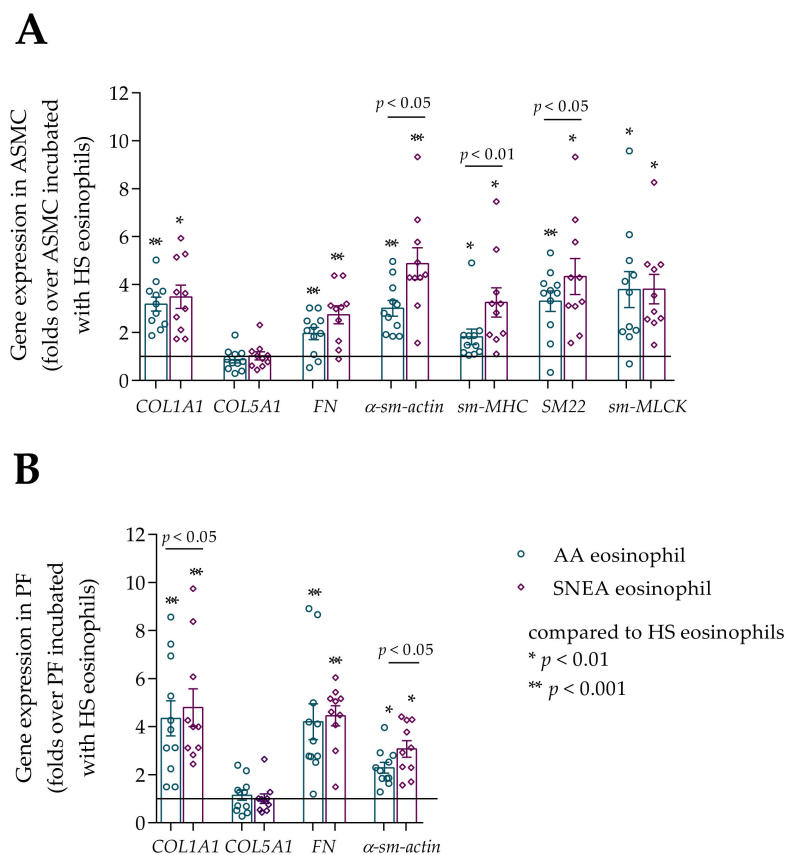 A
Gene expression in ASMC
(folds over ASMC incubated
with HS eosinophils)
12
10
8
6
4
2
0
p < 0.05
p < 0.01
p < 0.05
** * ** ** ** ** * * ** * * *
COL1A1 COL5A1 FN α-sm-actin sm-MHC SM22 sm-MLCK
B
Gene expression in PF
(folds over PF incubated
with HS eosinophils)
12
10
8
6
4
2
0
p < 0.05
p < 0.05
** ** ** ** * *
COL1A1 COL5A1 FN α-sm-actin
AA eosinophil
SNEA eosinophil
compared to HS eosinophils
* p < 0.01
** p < 0.001